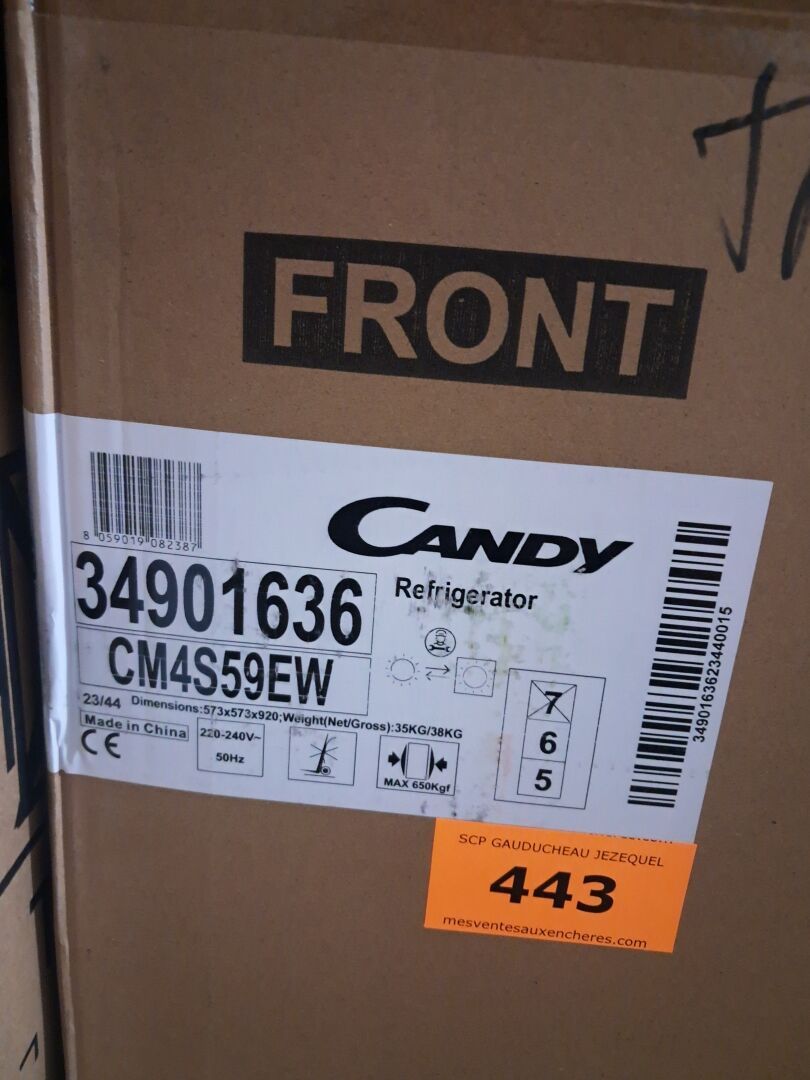 FRONT
8 059019 082387
CANDY
34901636
Refrigerator
CM4S59EW
23/44 Dimensions:573x573x920;Weight(Net/Gross):35KG/38KG
Made in China
220-240V~
50Hz
CE
MAX 650Kgf
7
6
5
3490163623440015
SCP GAUDUCHEAU JEZEQUEL
443
mesventesauxencheres.com